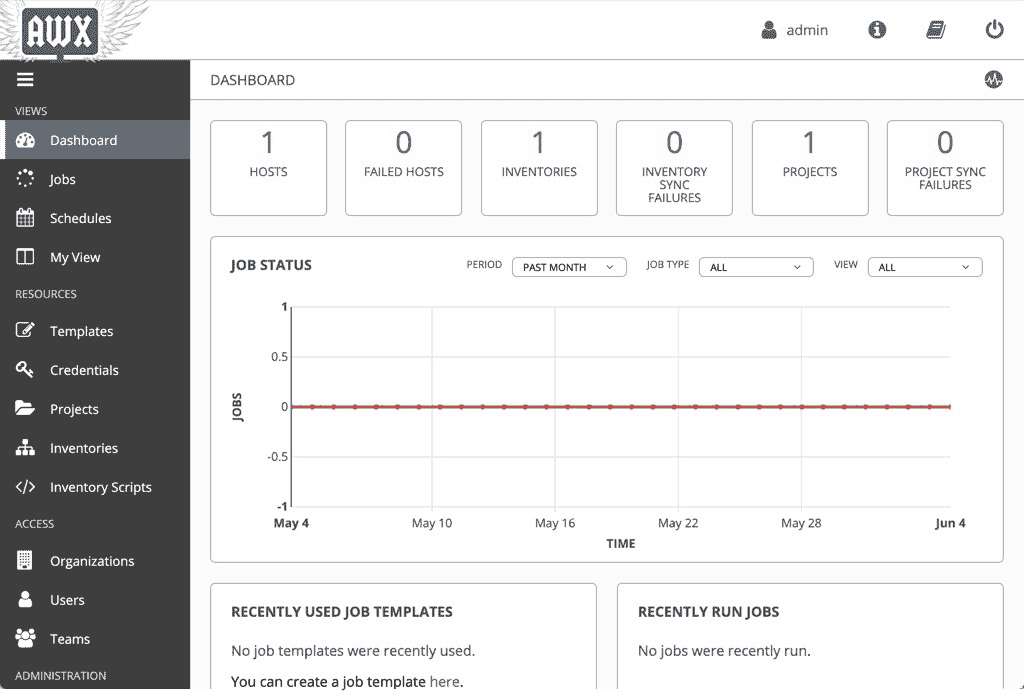 AWX
admin
VIEWS
Dashboard
Jobs
Schedules
My View
RESOURCES
Templates
Credentials
Projects
Inventories
Inventory Scripts
ACCESS
Organizations
Users
Teams
ADMINISTRATION
DASHBOARD
1
HOSTS
0
FAILED HOSTS
1
INVENTORIES
0
INVENTORY
SYNC
FAILURES
1
PROJECTS
0
PROJECT SYNC
FAILURES
JOB STATUS
PERIOD PAST MONTH JOB TYPE ALL VIEW ALL
1
0.5
0
-0.5
-1
JOBS
May 4 May 10 May 16 May 22 May 28 Jun 4
TIME
RECENTLY USED JOB TEMPLATES
No job templates were recently used.
You can create a job template here.
RECENTLY RUN JOBS
No jobs were recently run.